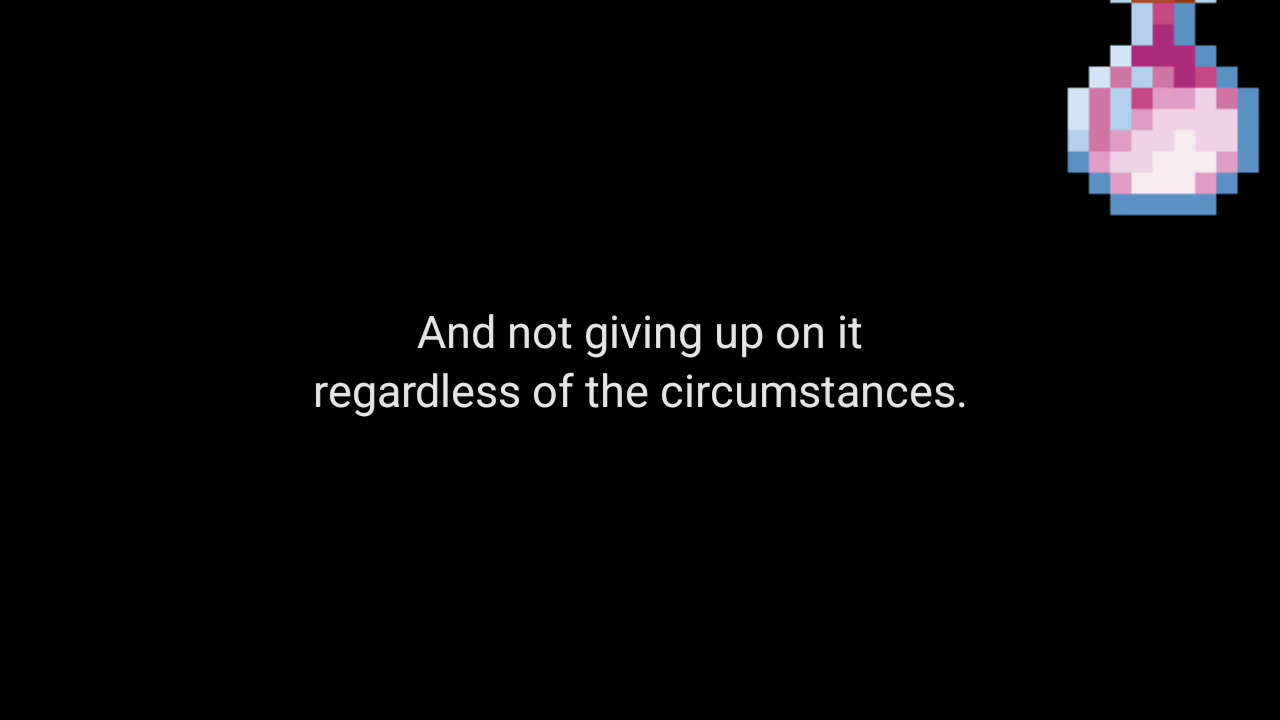 And not giving up on it
regardless of the circumstances.